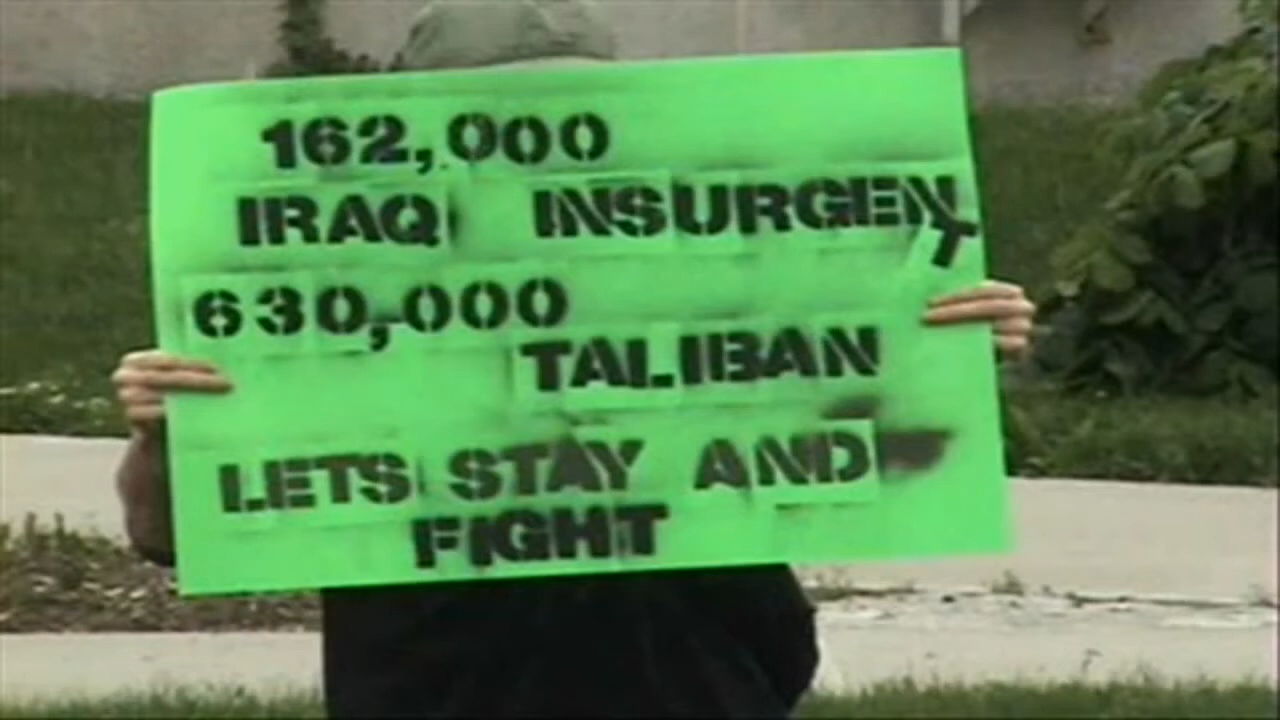 162,000
IRAQ INSURGENT
630,000
TALIBAN
LETS STAY AND
FIGHT